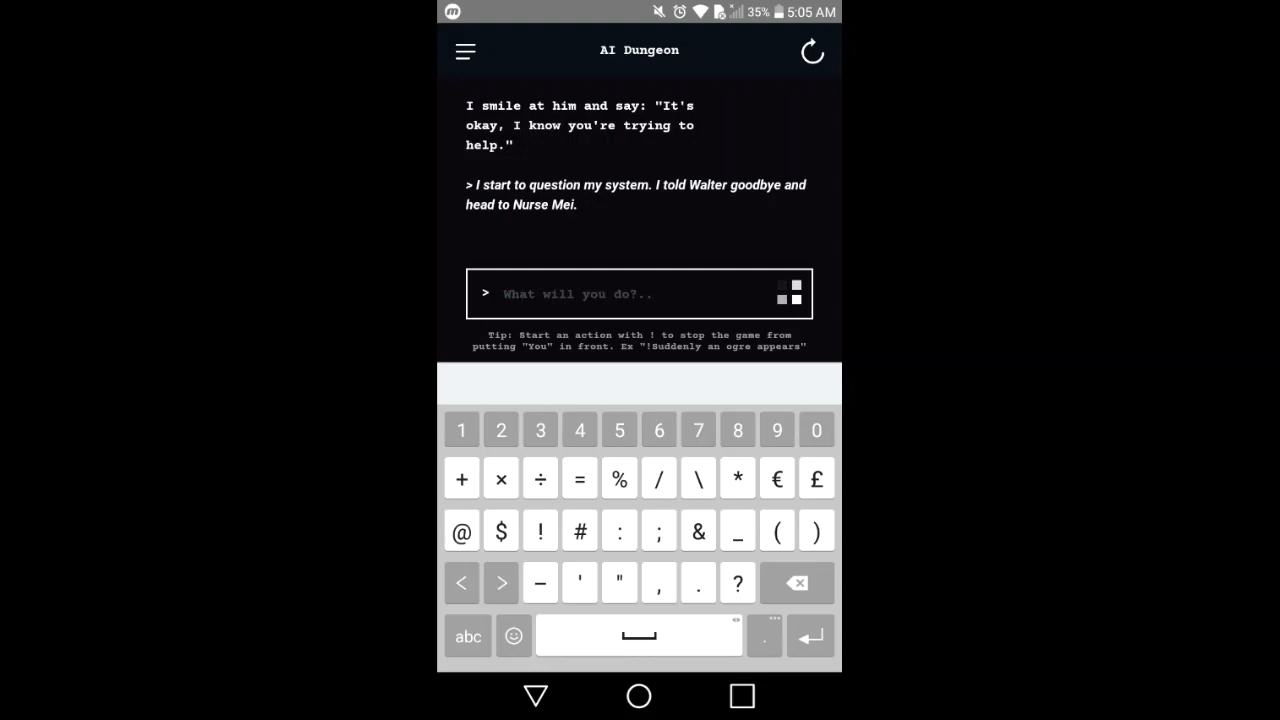 35% 5:05 AM
AI Dungeon
I smile at him and say: "It's
okay, I know you're trying to
help."
> I start to question my system. I told Walter goodbye and
head to Nurse Mei.
> What will you do?..
Tip: Start an action with ! to stop the game from
putting "You" in front. Ex "!Suddenly an ogre appears"
1 2 3 4 5 6 7 8 9 0
+ × ÷ = % / \ * € £
@ $ ! # : ; & _ ( )
< > – ' " , . ?
abc .